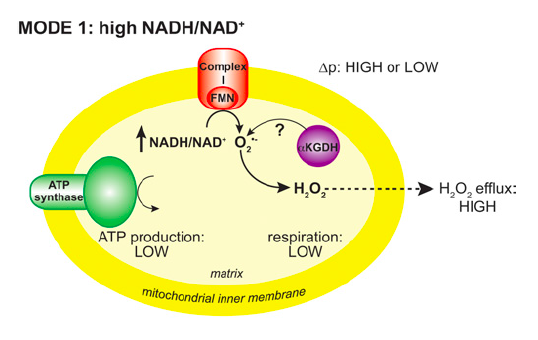 MODE 1: high NADH/NAD⁺
Complex
I
FMN
Δp: HIGH or LOW
?
NADH/NAD⁺ O₂•⁻
αKGDH
ATP
synthase
H₂O₂
H₂O₂ efflux:
HIGH
ATP production:
LOW
respiration:
LOW
matrix
mitochondrial inner membrane